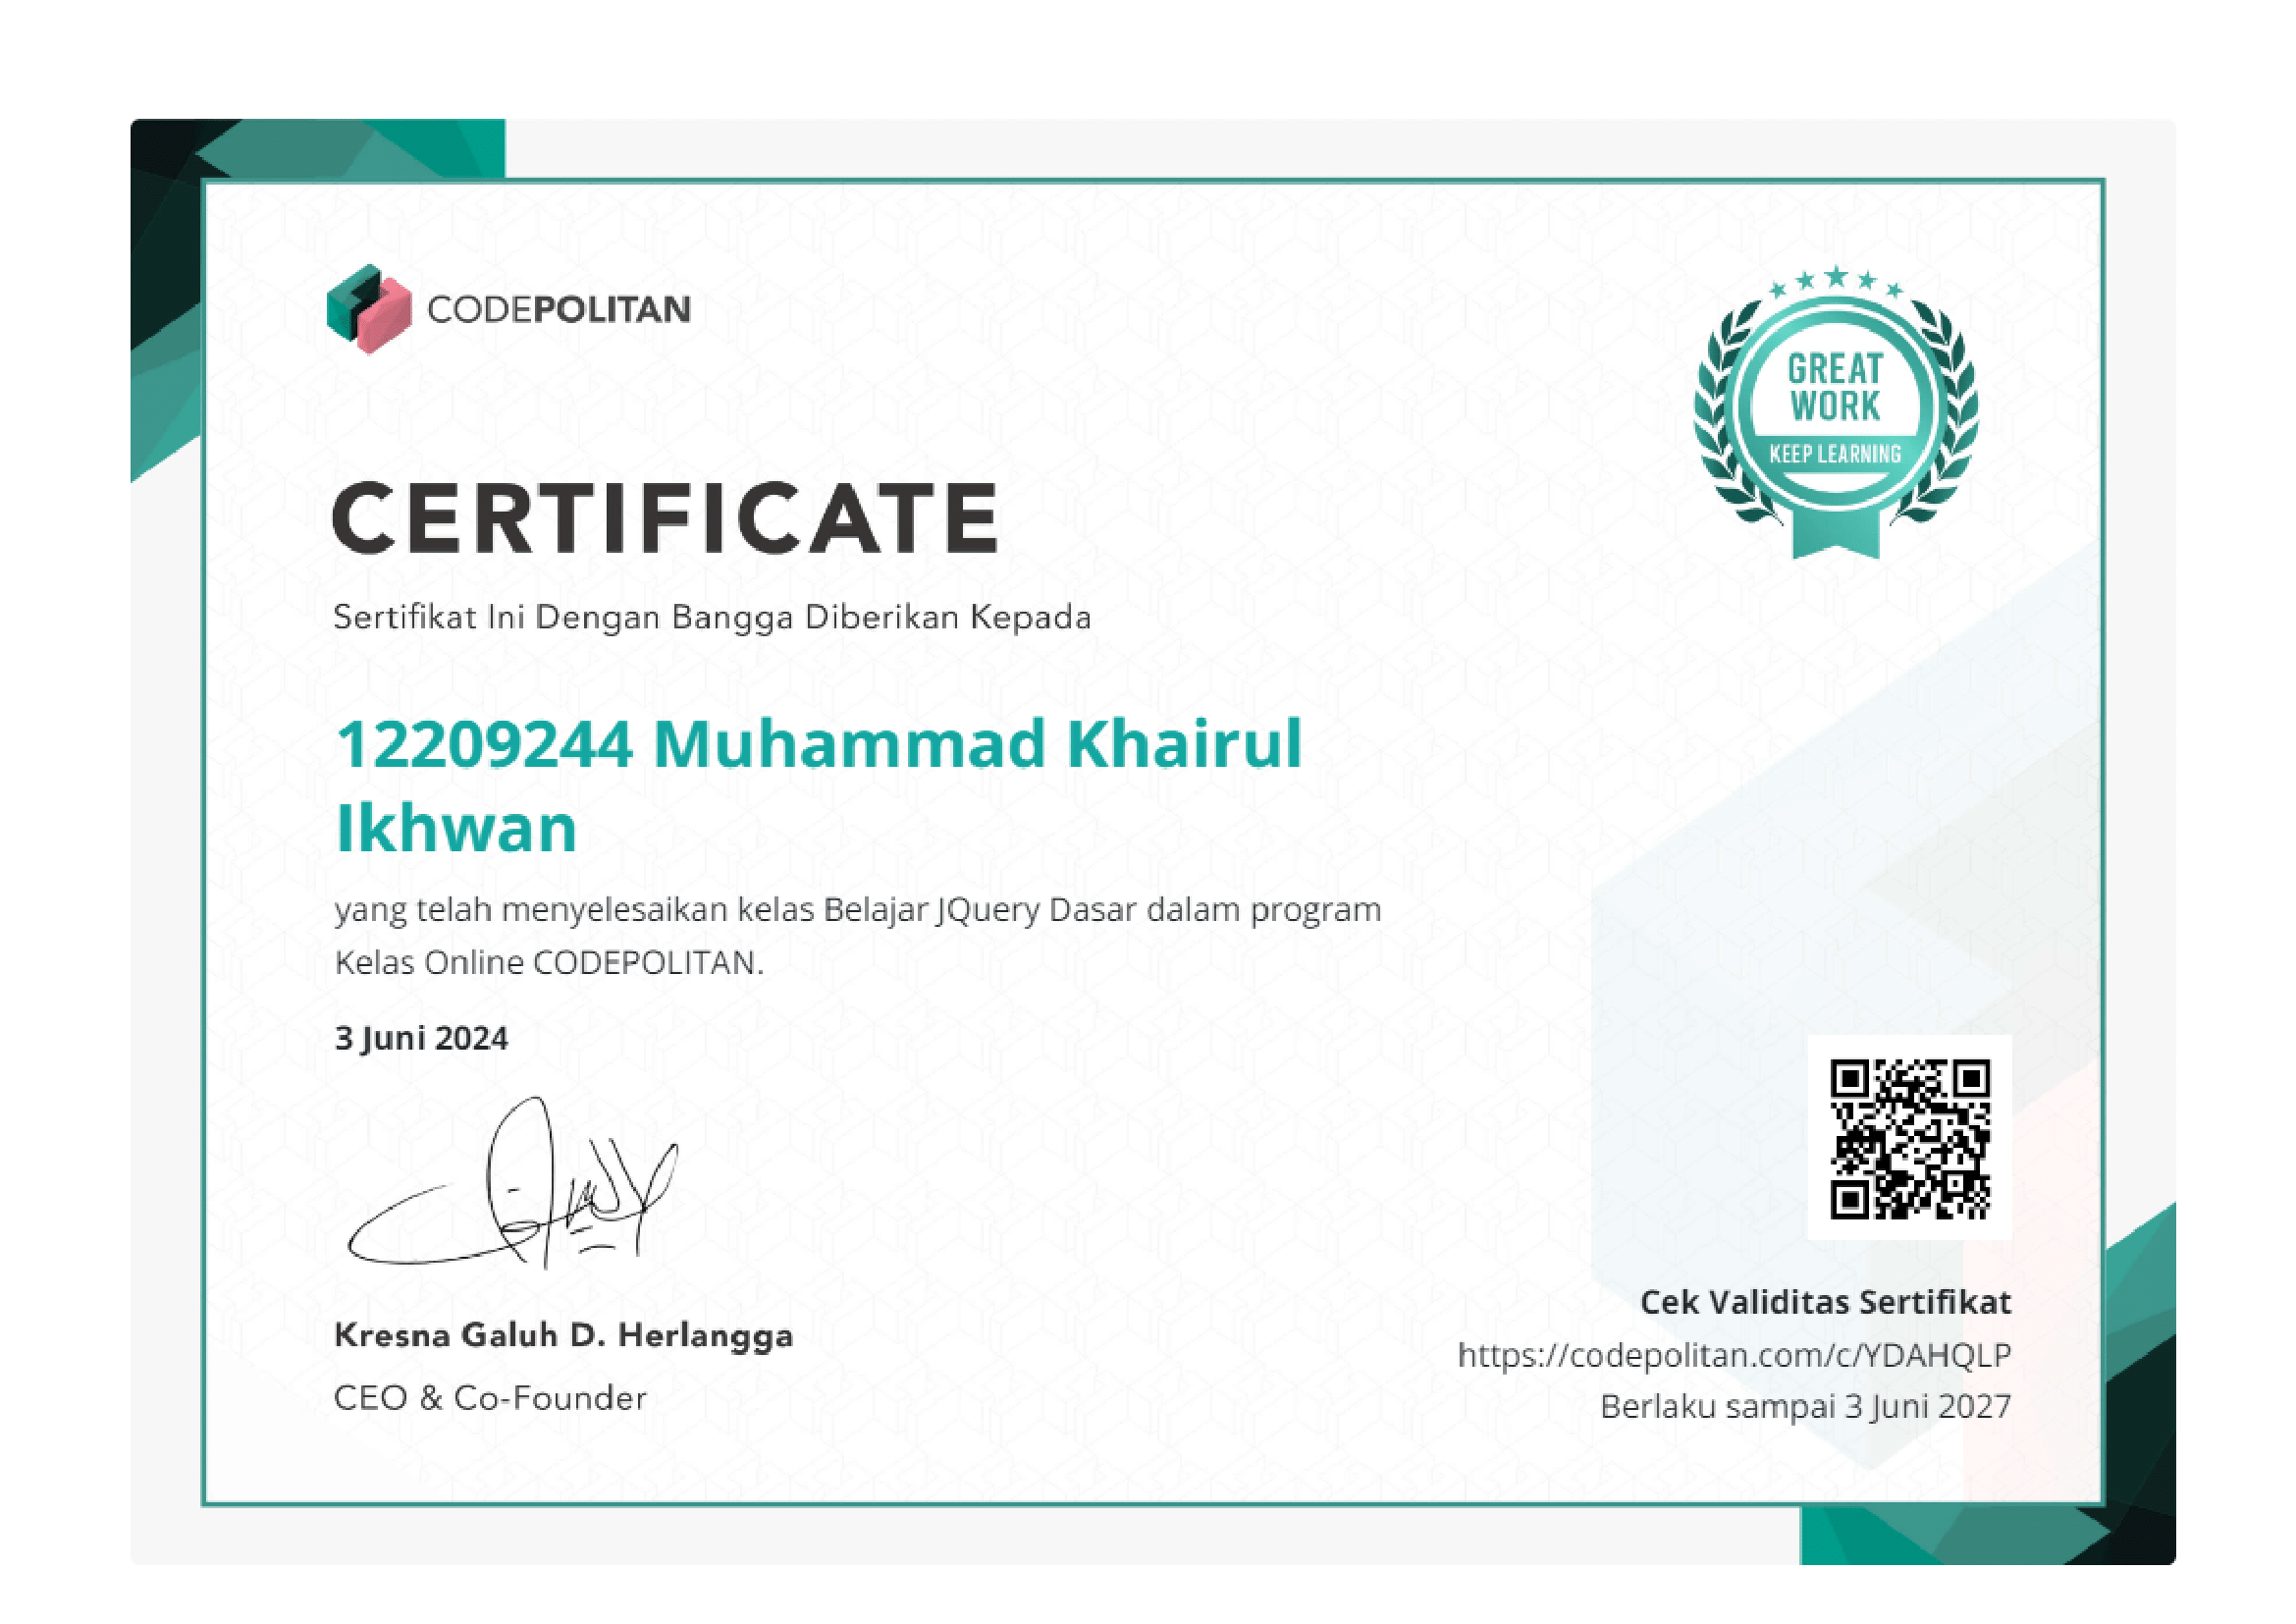 CODEPOLITAN
GREAT
WORK
KEEP LEARNING
CERTIFICATE
Sertifikat Ini Dengan Bangga Diberikan Kepada
12209244 Muhammad Khairul
Ikhwan
yang telah menyelesaikan kelas Belajar JQuery Dasar dalam program
Kelas Online CODEPOLITAN.
3 Juni 2024
Kresna Galuh D. Herlangga
CEO & Co-Founder
Cek Validitas Sertifikat
https://codepolitan.com/c/YDAHQLP
Berlaku sampai 3 Juni 2027